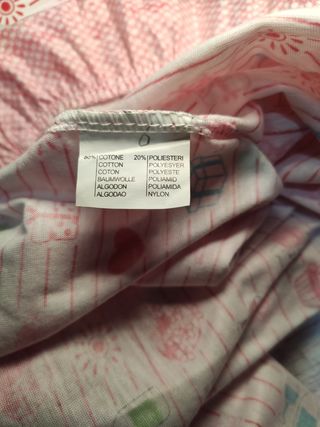 80% COTONE 20% POLIESTERI
COTTON POLYESYER
COTON POLYESTE
BAUMWOLLE POLIAMID
ALGODON POLIAMIDA
ALGODAO NYLON